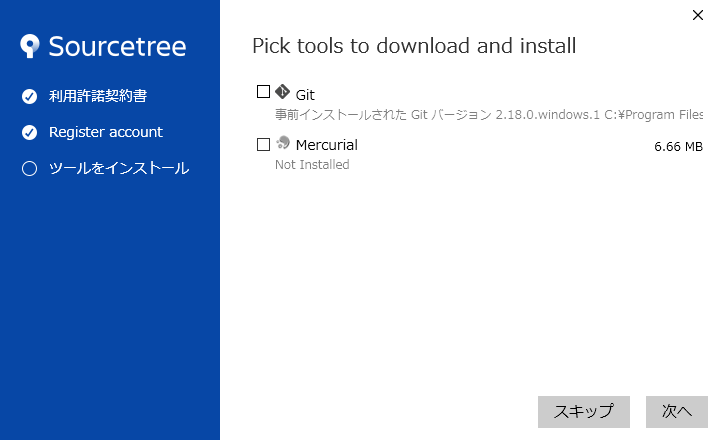 Sourcetree
利用許諾契約書
Register account
ツールをインストール
Pick tools to download and install
Git
事前インストールされた Git バージョン 2.18.0.windows.1 C:¥Program Files
Mercurial
6.66 MB
Not Installed
スキップ
次へ